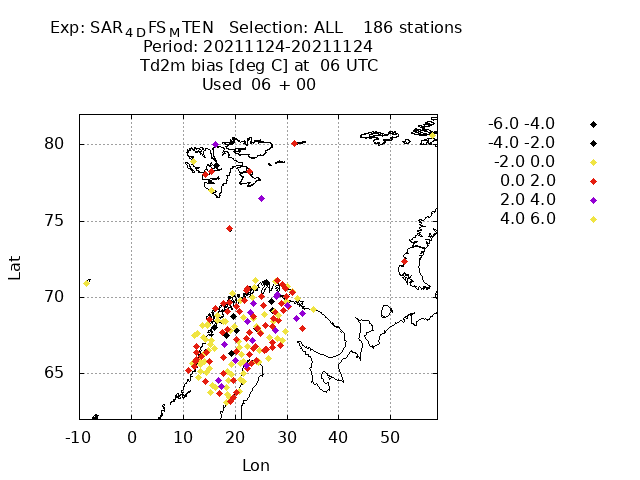 Exp: SAR4DFSMTEN Selection: ALL 186 stations
Period: 20211124-20211124
Td2m bias [deg C] at 06 UTC
Used 06 + 00
-6.0 -4.0
-4.0 -2.0
-2.0 0.0
0.0 2.0
2.0 4.0
4.0 6.0
80
75
70
65
Lat
-10 0 10 20 30 40 50
Lon